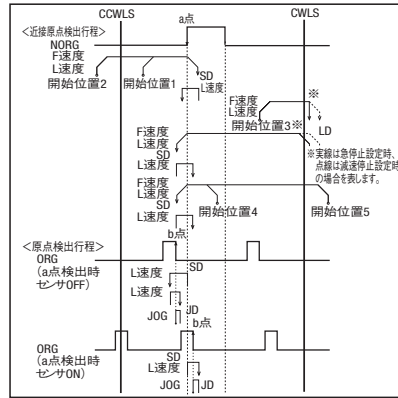 CCWLS
a点
CWLS
<近接原点検出行程>
NORG
F速度
L速度
開始位置2
開始位置1
SD
L速度
F速度
L速度
※
開始位置3※
LD
F速度
L速度
SD
L速度
※実線は急停止設定時、
点線は減速停止設定時
の場合を表します。
F速度
L速度
SD
L速度
開始位置4
開始位置5
b点
<原点検出行程>
ORG
(a点検出時
センサOFF)
SD
L速度
L速度
JD
JOG
b点
ORG
(a点検出時
センサON)
SD
L速度
JOG
JD